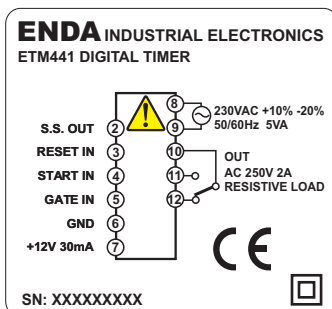 ENDA INDUSTRIAL ELECTRONICS
ETM441 DIGITAL TIMER
8
230VAC +10% -20%
S.S. OUT 2
9
50/60Hz 5VA
RESET IN 3
10
OUT
START IN 4
11
AC 250V 2A
GATE IN 5
12
RESISTIVE LOAD
GND 6
+12V 30mA 7
CE
SN: XXXXXXXXX